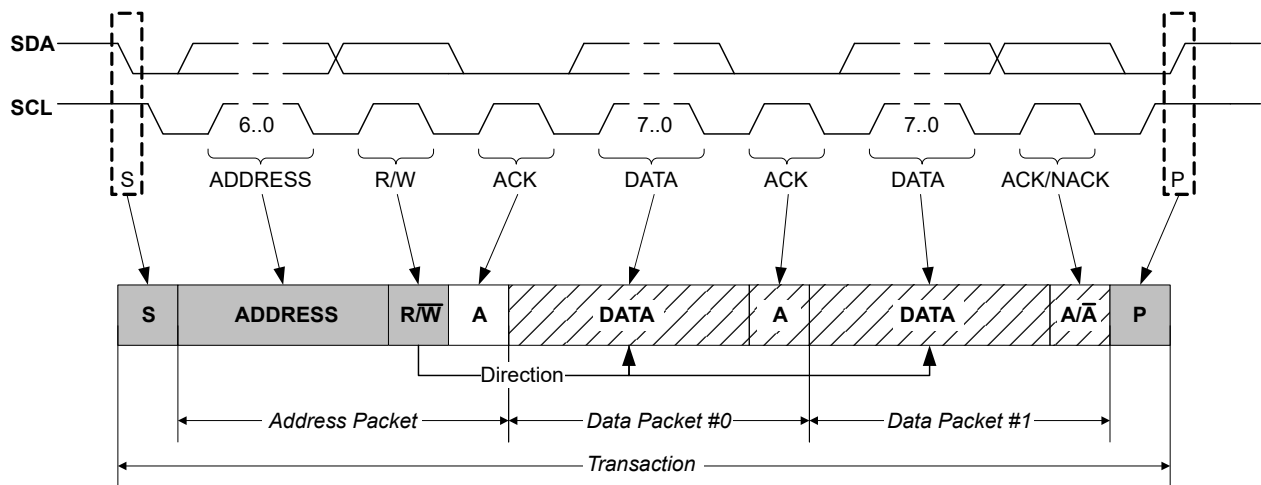 SDA
SCL
6..0
7..0
7..0
S
ADDRESS
R/W
ACK
DATA
ACK
DATA
ACK/NACK
P
S
ADDRESS
R/W̅
A
DATA
A
DATA
A/A̅
P
Direction
Address Packet
Data Packet #0
Data Packet #1
Transaction